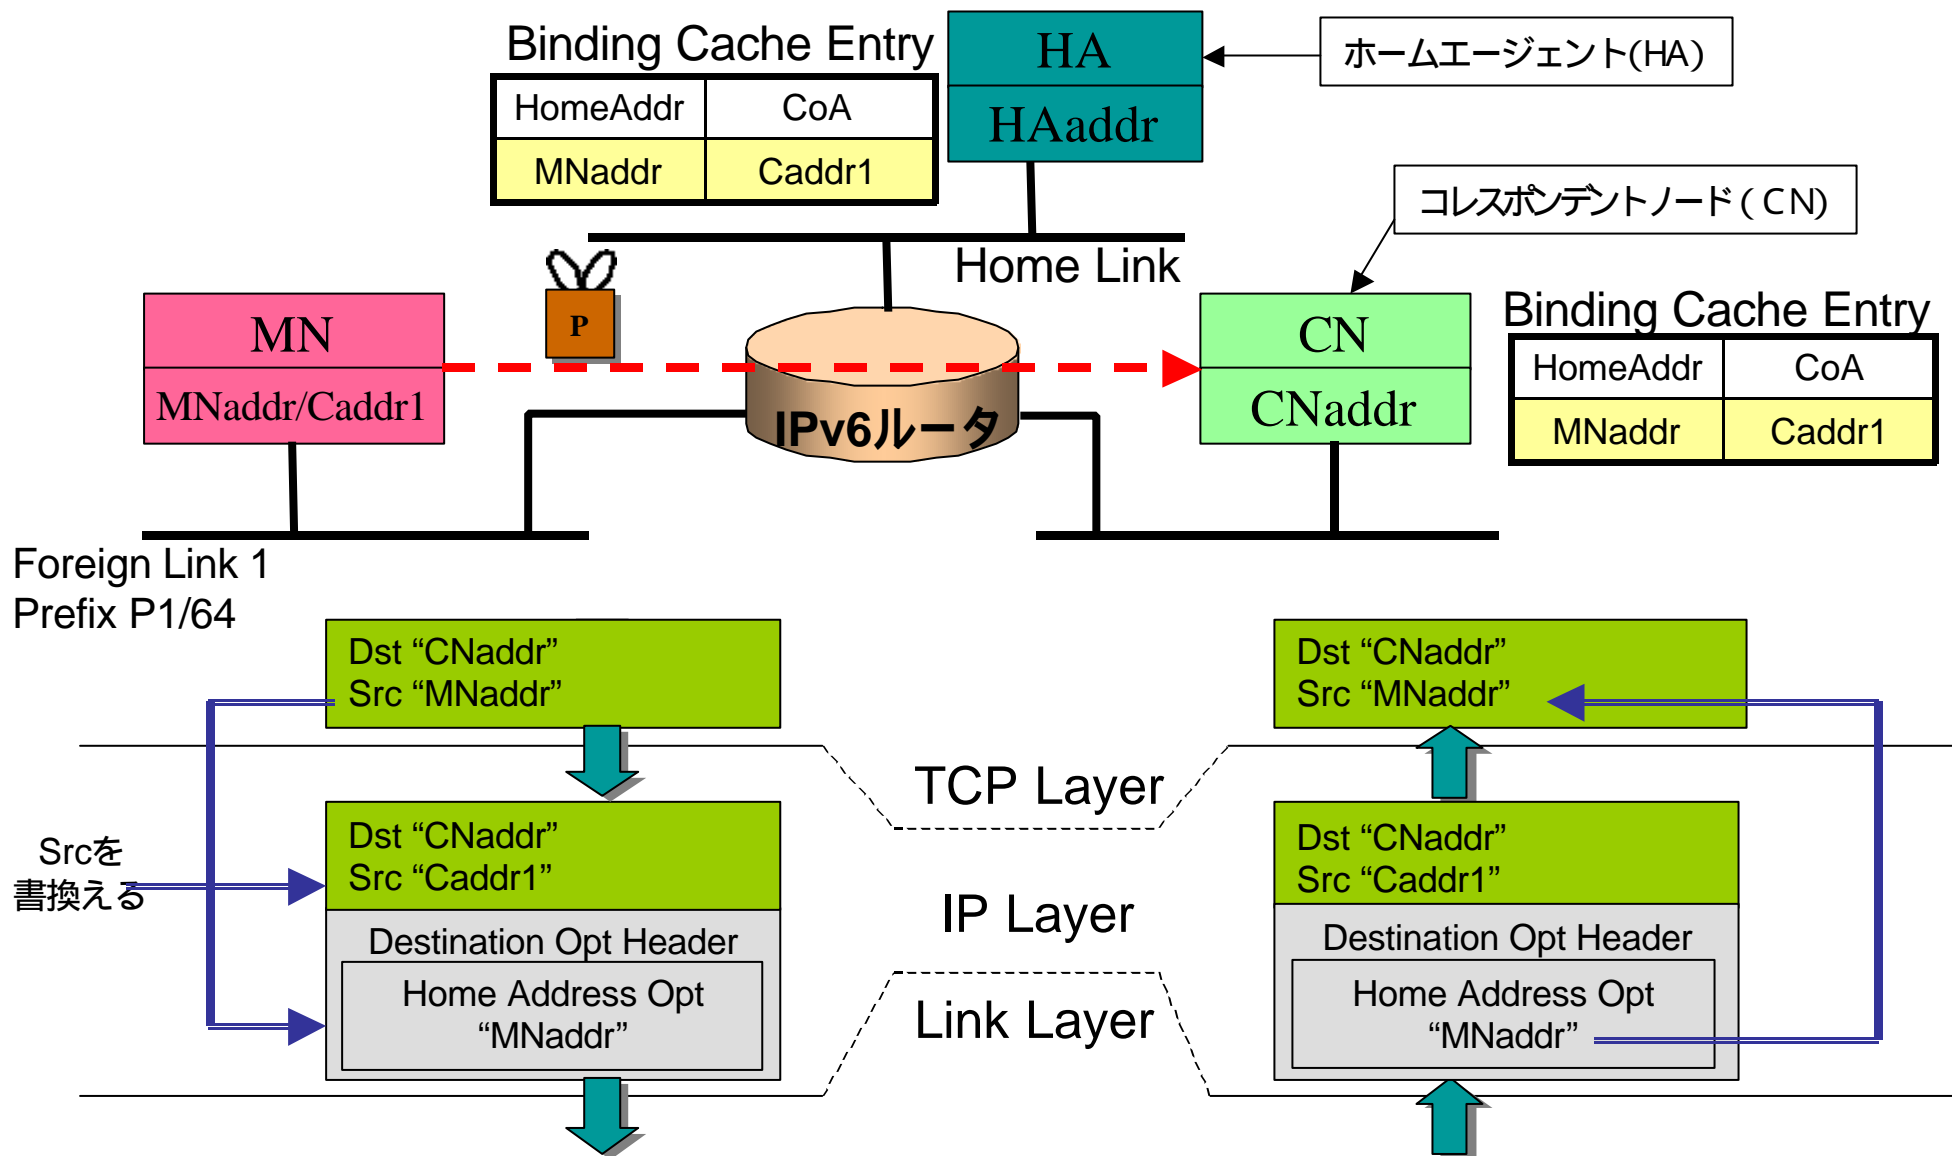 Binding Cache Entry
HomeAddr CoA
MNaddr Caddr1
HA
HAaddr
ホームエージェント(HA)
コレスポンデントノード(CN)
Home Link
P
MN
MNaddr/Caddr1
IPv6ルータ
CN
CNaddr
Binding Cache Entry
HomeAddr CoA
MNaddr Caddr1
Foreign Link 1
Prefix P1/64
Dst “CNaddr”
Src “MNaddr”
Dst “CNaddr”
Src “MNaddr”
TCP Layer
Srcを
書換える
Dst “CNaddr”
Src “Caddr1”
Destination Opt Header
Home Address Opt
“MNaddr”
IP Layer
Link Layer
Dst “CNaddr”
Src “Caddr1”
Destination Opt Header
Home Address Opt
“MNaddr”